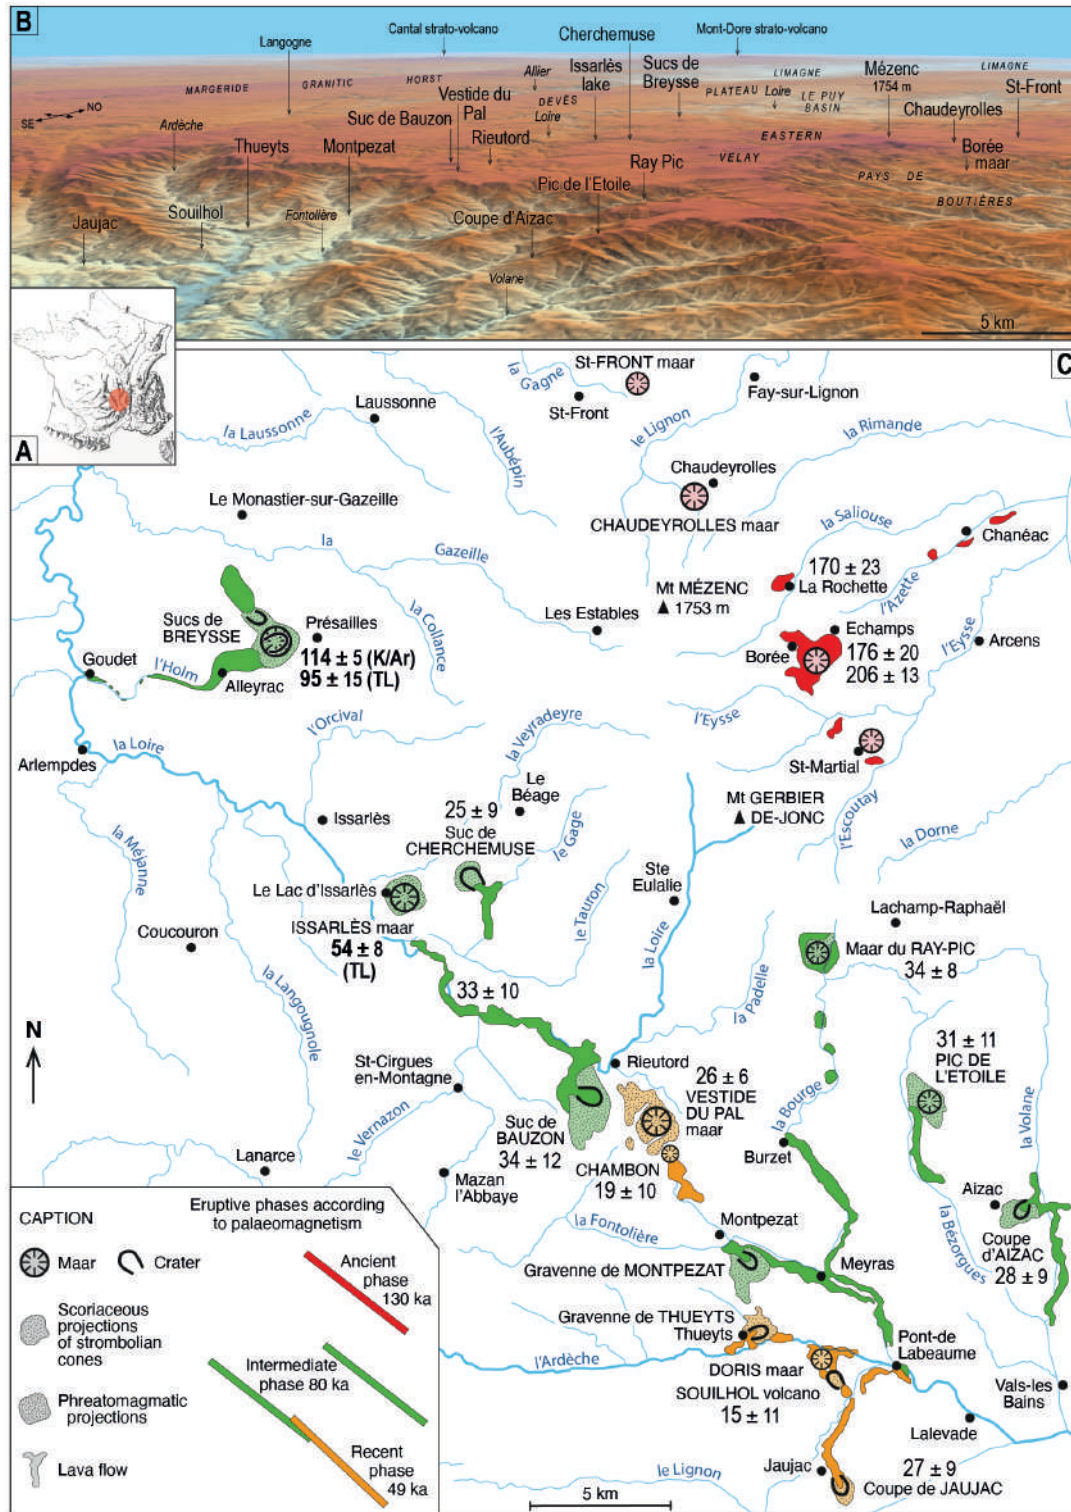 B
Langogne
Cantal strato-volcano
Cherchemuse
Mont-Dore strato-volcano
MARGERIDE
GRANITIC
HORST
Allier
Issarlès
lake
Sucs de
Breysse
LIMAGNE
Mézenc
1754 m
LIMAGNE
St-Front
NO
SE
Ardèche
Vestide du
Pal
DEVÈS
Loire
PLATEAU
Loire
LE PUY
BASIN
Chaudeyrolles
Suc de Bauzon
Rieutord
EASTERN
VELAY
Thueyts
Montpezat
Ray Pic
Borée
maar
Pic de l'Etoile
PAYS DE
BOUTIÈRES
Jaujac
Souilhol
Fontolière
Coupe d'Aizac
Volane
5 km
A
C
St-FRONT maar
la Gagne
St-Front
Fay-sur-Lignon
Laussonne
la Laussonne
l'Aubépin
le Lignon
la Rimande
Chaudeyrolles
CHAUDEYROLLES maar
Le Monastier-sur-Gazeille
la
Gazeille
la Saliouse
Chanéac
170 ± 23
La Rochette
l'Azette
Mt MÉZENC
1753 m
Les Estables
la Collance
Sucs de
BREYSSE
Présailles
114 ± 5 (K/Ar)
95 ± 15 (TL)
Goudet
l'Holm
Alleyrac
Echamps
176 ± 20
206 ± 13
Borée
l'Eysse
Arcens
l'Eysse
l'Orcival
la Veyradeyre
Arlempdes
la Loire
St-Martial
Mt GERBIER
DE-JONC
l'Escoutay
la Dorne
Le
Béage
25 ± 9
Suc de
CHERCHEMUSE
le Gage
Issarlès
la Méjanne
Le Lac d'Issarlès
ISSARLÈS maar
54 ± 8
(TL)
le Tauron
Ste
Eulalie
la Loire
Lachamp-Raphaël
Maar du RAY-PIC
34 ± 8
Coucouron
la Langougnole
33 ± 10
la Padelle
N
St-Cirgues
en-Montagne
le Vernazon
Rieutord
26 ± 6
VESTIDE
DU PAL
maar
la Bourge
31 ± 11
PIC DE
L'ETOILE
la Volane
Suc de
BAUZON
34 ± 12
Burzet
Lanarce
Mazan
l'Abbaye
CHAMBON
19 ± 10
Aizac
Coupe
d'AIZAC
28 ± 9
la Bézorgues
Montpezat
la Fontolière
Gravenne de MONTPEZAT
Meyras
Gravenne de THUEYTS
Thueyts
l'Ardèche
DORIS maar
SOUILHOL volcano
15 ± 11
Pont-de
Labeaume
Vals-les
Bains
Lalevade
Jaujac
le Lignon
27 ± 9
Coupe de JAUJAC
5 km
CAPTION
Eruptive phases according
to palaeomagnetism
Maar
Crater
Ancient
phase
130 ka
Scoriaceous
projections
of strombolian
cones
Intermediate
phase 80 ka
Phreatomagmatic
projections
Recent
phase
49 ka
Lava flow